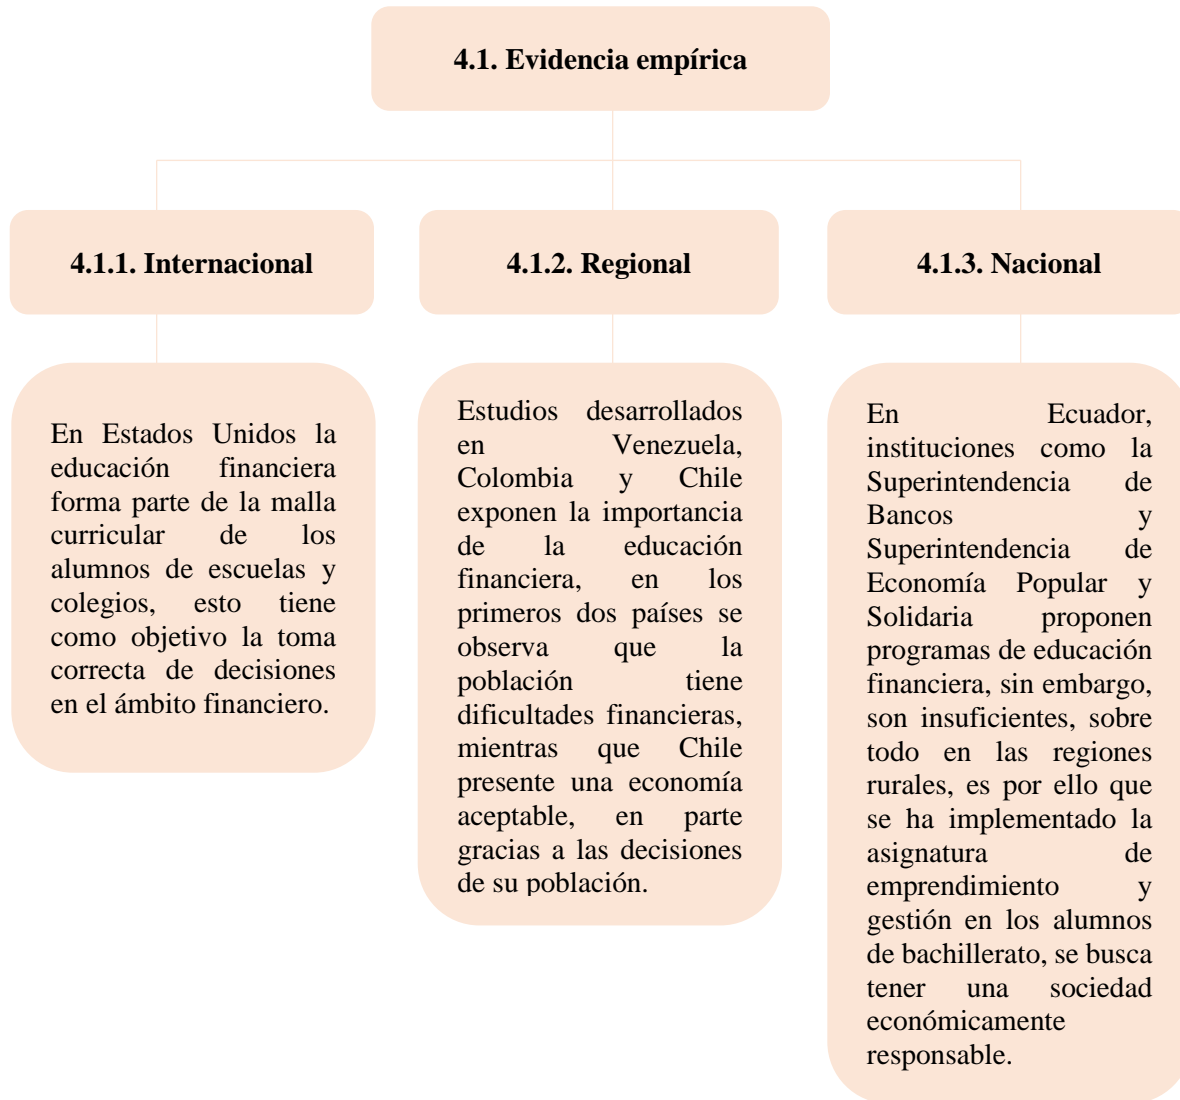 4.1. Evidencia empírica
4.1.1. Internacional
En Estados Unidos la
educación financiera
forma parte de la malla
curricular de los
alumnos de escuelas y
colegios, esto tiene
como objetivo la toma
correcta de decisiones
en el ámbito financiero.
4.1.2. Regional
Estudios desarrollados
en Venezuela,
Colombia y Chile
exponen la importancia
de la educación
financiera, en los
primeros dos países se
observa que la
población tiene
dificultades financieras,
mientras que Chile
presente una economía
aceptable, en parte
gracias a las decisiones
de su población.
4.1.3. Nacional
En Ecuador,
instituciones como la
Superintendencia de
Bancos y
Superintendencia de
Economía Popular y
Solidaria proponen
programas de educación
financiera, sin embargo,
son insuficientes, sobre
todo en las regiones
rurales, es por ello que
se ha implementado la
asignatura de
emprendimiento y
gestión en los alumnos
de bachillerato, se busca
tener una sociedad
económicamente
responsable.